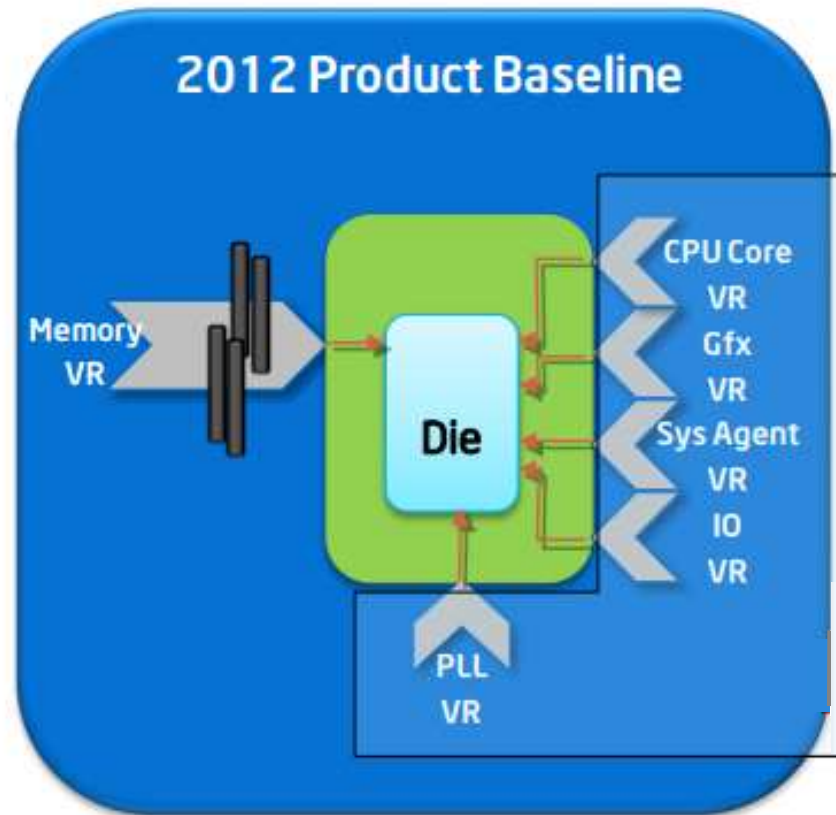 2012 Product Baseline
Memory
VR
Die
CPU Core
VR
Gfx
VR
Sys Agent
VR
IO
VR
PLL
VR